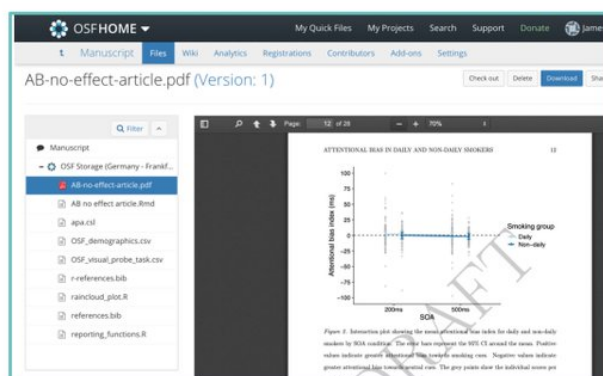 OSFHOME
My Quick Files My Projects Search Support Donate Jame
t Manuscript Files Wiki Analytics Registrations Contributors Add-ons Settings
AB-no-effect-article.pdf (Version: 1)
Check out Delete Download Shar
Filter
Manuscript
OSF Storage (Germany - Frankf...
AB-no-effect-article.pdf
AB no effect article.Rmd
apa.csl
OSF_demographics.csv
OSF_visual_probe_task.csv
r-references.bib
raincloud_plot.R
references.bib
reporting_functions.R
Page: 12 of 28
70%
ATTENTIONAL BIAS IN DAILY AND NON-DAILY SMOKERS 12
Attentional bias index (ms)
100
75
50
25
0
-25
-50
-75
-100
200ms 500ms
SOA
Smoking group
Daily
Non-daily
DRAFT
Figure 2. Interaction plot showing the mean attentional bias index for daily and non-daily
smokers by SOA condition. The error bars represent the 95% CI around the mean. Positive
values indicate greater attentional bias towards smoking cues. Negative values indicate
greater attentional bias towards neutral cues. The grey points show the individual scores per